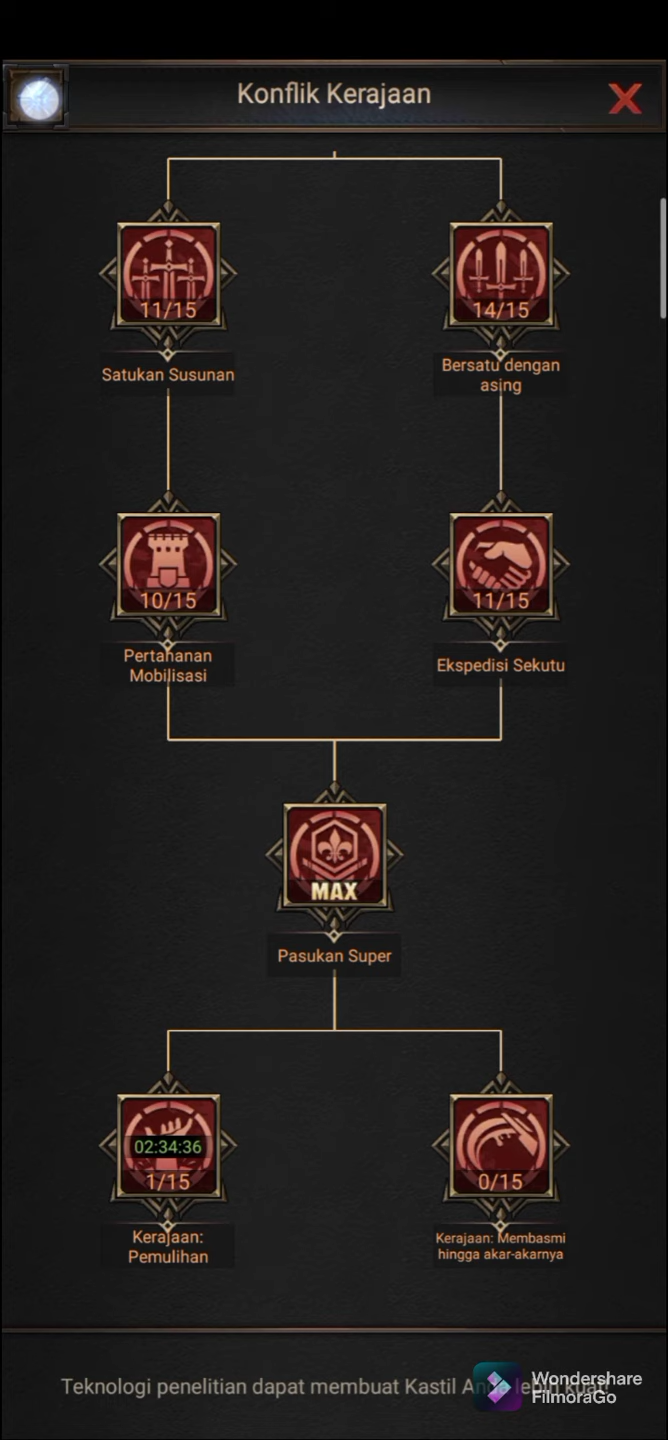 Konflik Kerajaan
11/15
14/15
Satukan Susunan
Bersatu dengan
asing
10/15
11/15
Pertahanan
Mobilisasi
Ekspedisi Sekutu
MAX
Pasukan Super
02:34:36
1/15
0/15
Kerajaan:
Pemulihan
Kerajaan: Membasmi
hingga akar-akarnya
Teknologi penelitian dapat membuat Kastil Anda lebih kuat!
Wondershare
FilmoraGo